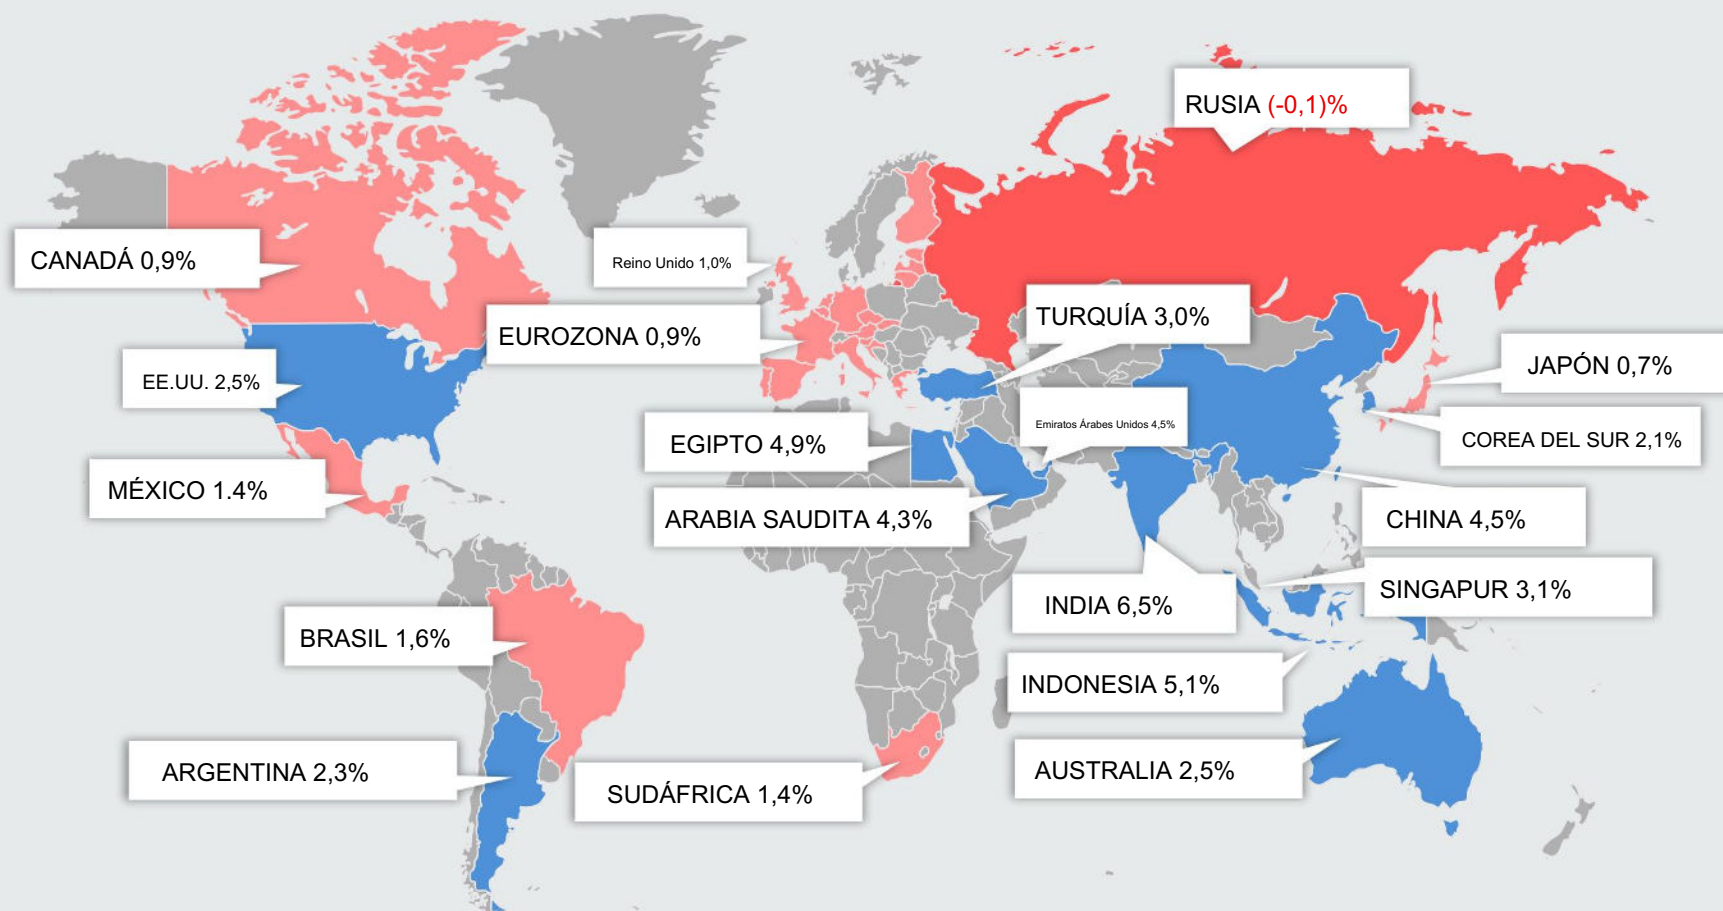 RUSIA (-0,1)%
CANADÁ 0,9%
Reino Unido 1,0%
EUROZONA 0,9%
TURQUÍA 3,0%
JAPÓN 0,7%
EE.UU. 2,5%
Emiratos Árabes Unidos 4,5%
COREA DEL SUR 2,1%
EGIPTO 4,9%
MÉXICO 1.4%
ARABIA SAUDITA 4,3%
CHINA 4,5%
INDIA 6,5%
SINGAPUR 3,1%
BRASIL 1,6%
INDONESIA 5,1%
ARGENTINA 2,3%
SUDÁFRICA 1,4%
AUSTRALIA 2,5%